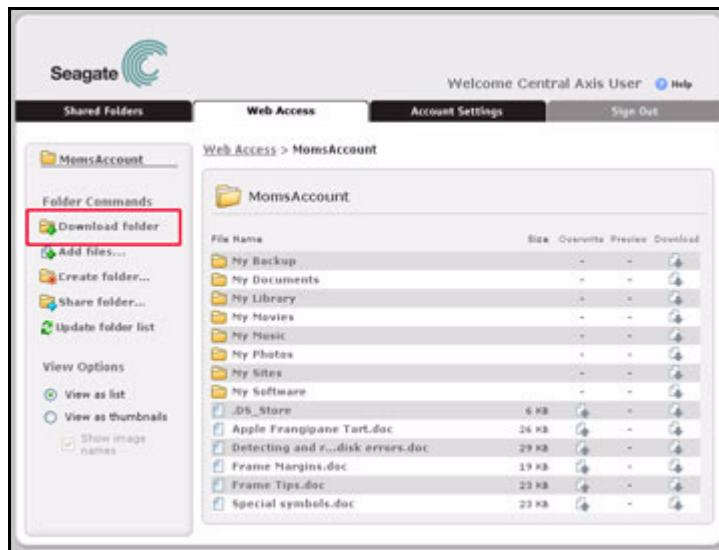 Seagate
Welcome Central Axis User Help
Shared Folders Web Access Account Settings Sign Out
MomsAccount
Folder Commands
Download folder
Add files...
Create folder...
Share folder...
Update folder list
View Options
View as list
View as thumbnails
Show image
names
Web Access > MomsAccount
MomsAccount
File Name Size Overwrite Preview Download
My Backup - -
My Documents - -
My Library - -
My Movies - -
My Music - -
My Photos - -
My Sites - -
My Software - -
.DS_Store 6 KB -
Apple Frangipane Tart.doc 26 KB -
Detecting and r...disk errors.doc 29 KB -
Frame Margins.doc 19 KB -
Frame Tips.doc 23 KB -
Special symbols.doc 23 KB -